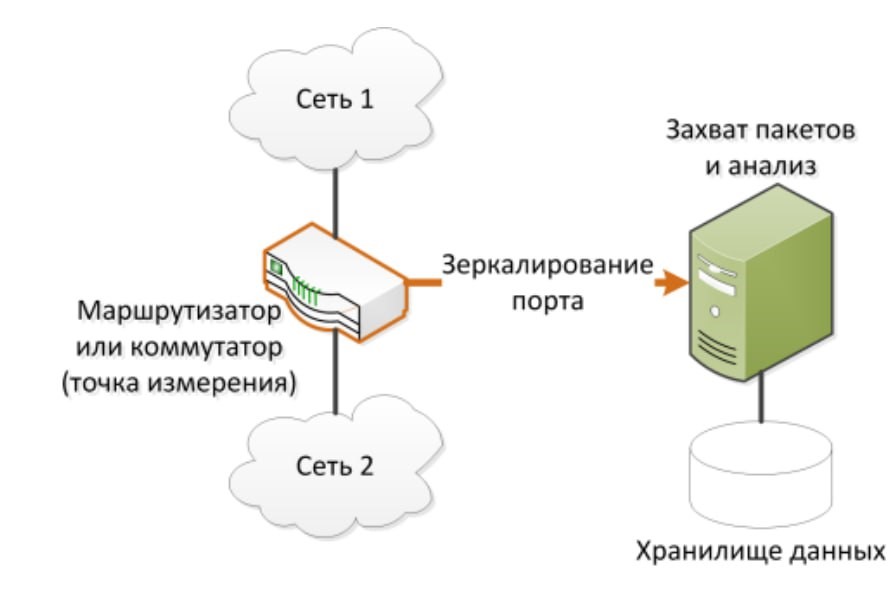 Сеть 1
Захват пакетов
и анализ
Зеркалирование
порта
Маршрутизатор
или коммутатор
(точка измерения)
Сеть 2
Хранилище данных